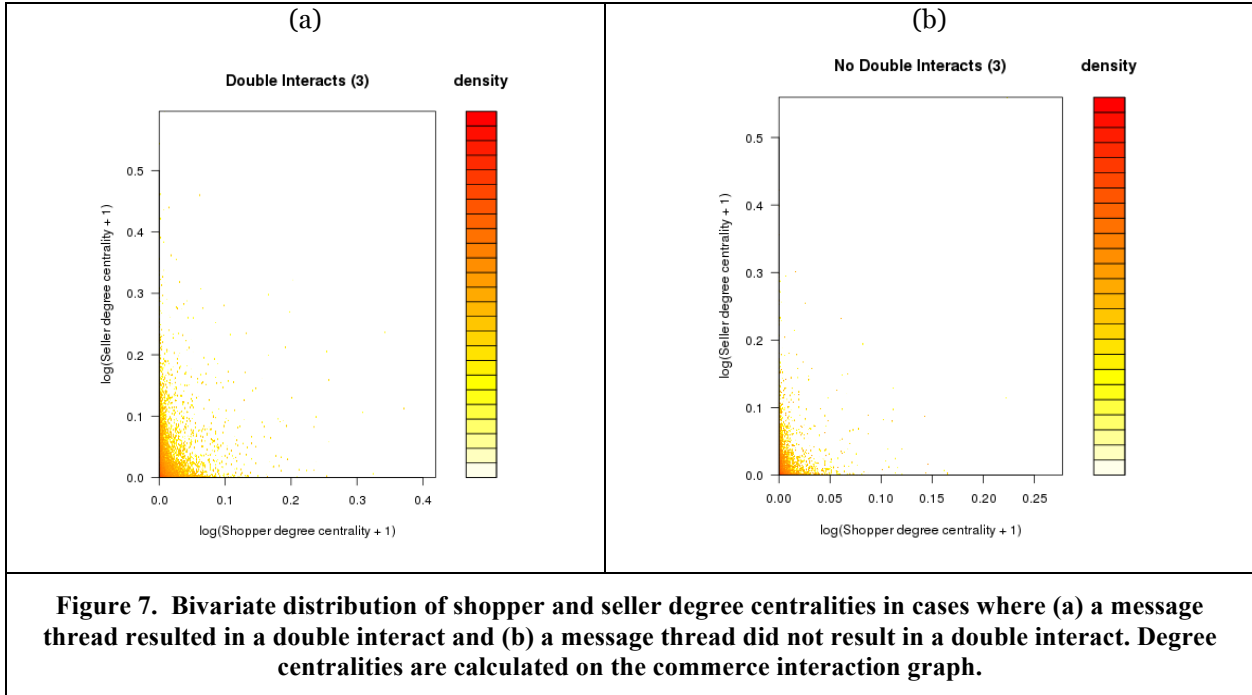 (a)
Double Interacts (3)
density
0.5
0.4
0.3
0.2
0.1
0.0
log(Seller degree centrality + 1)
0.0 0.1 0.2 0.3 0.4
log(Shopper degree centrality + 1)
(b)
No Double Interacts (3)
density
0.5
0.4
0.3
0.2
0.1
0.0
log(Seller degree centrality + 1)
0.00 0.05 0.10 0.15 0.20 0.25
log(Shopper degree centrality + 1)
Figure 7. Bivariate distribution of shopper and seller degree centralities in cases where (a) a message
thread resulted in a double interact and (b) a message thread did not result in a double interact. Degree
centralities are calculated on the commerce interaction graph.